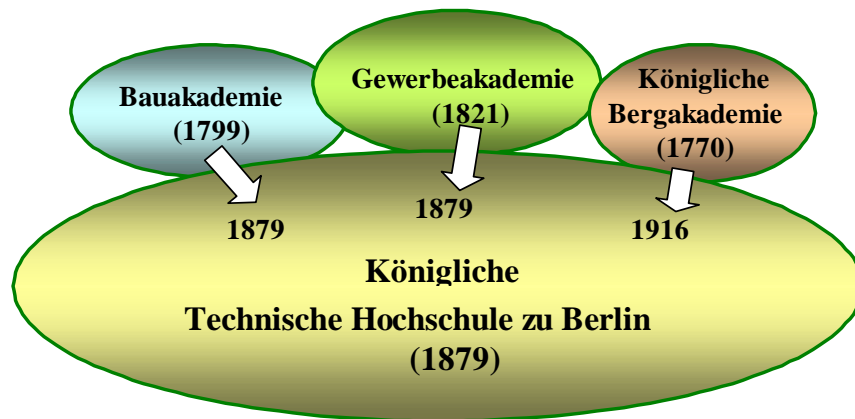 Bauakademie
(1799)
Gewerbeakademie
(1821)
Königliche
Bergakademie
(1770)
1879
1879
1916
Königliche
Technische Hochschule zu Berlin
(1879)